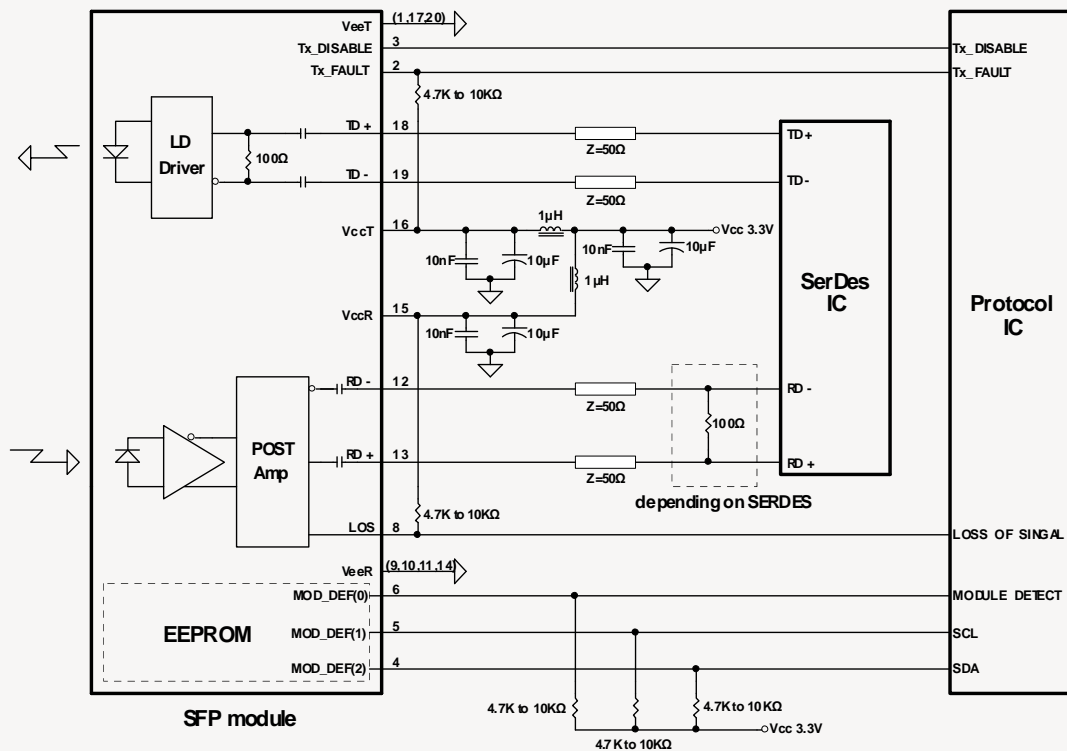 VeeT (1,17,20)
Tx_DISABLE 3 Tx_DISABLE
Tx_FAULT 2 Tx_FAULT
4.7K to 10KΩ
LD
Driver
100Ω
TD+ 18 Z=50Ω TD+
TD- 19 Z=50Ω TD-
1µH
VccT 16 Vcc 3.3V
10nF 10µF 10nF 10µF
1µH
SerDes
IC
Protocol
IC
VccR 15
10nF 10µF
RD- 12 Z=50Ω RD-
POST
Amp
100Ω
RD+ 13 Z=50Ω RD+
depending on SERDES
4.7K to 10KΩ
LOS 8 LOSS OF SINGAL
VeeR (9,10,11,14)
MOD_DEF(0) 6 MODULE DETECT
EEPROM
MOD_DEF(1) 5 SCL
MOD_DEF(2) 4 SDA
SFP module
4.7K to 10KΩ 4.7K to 10KΩ
Vcc 3.3V
4.7K to 10KΩ